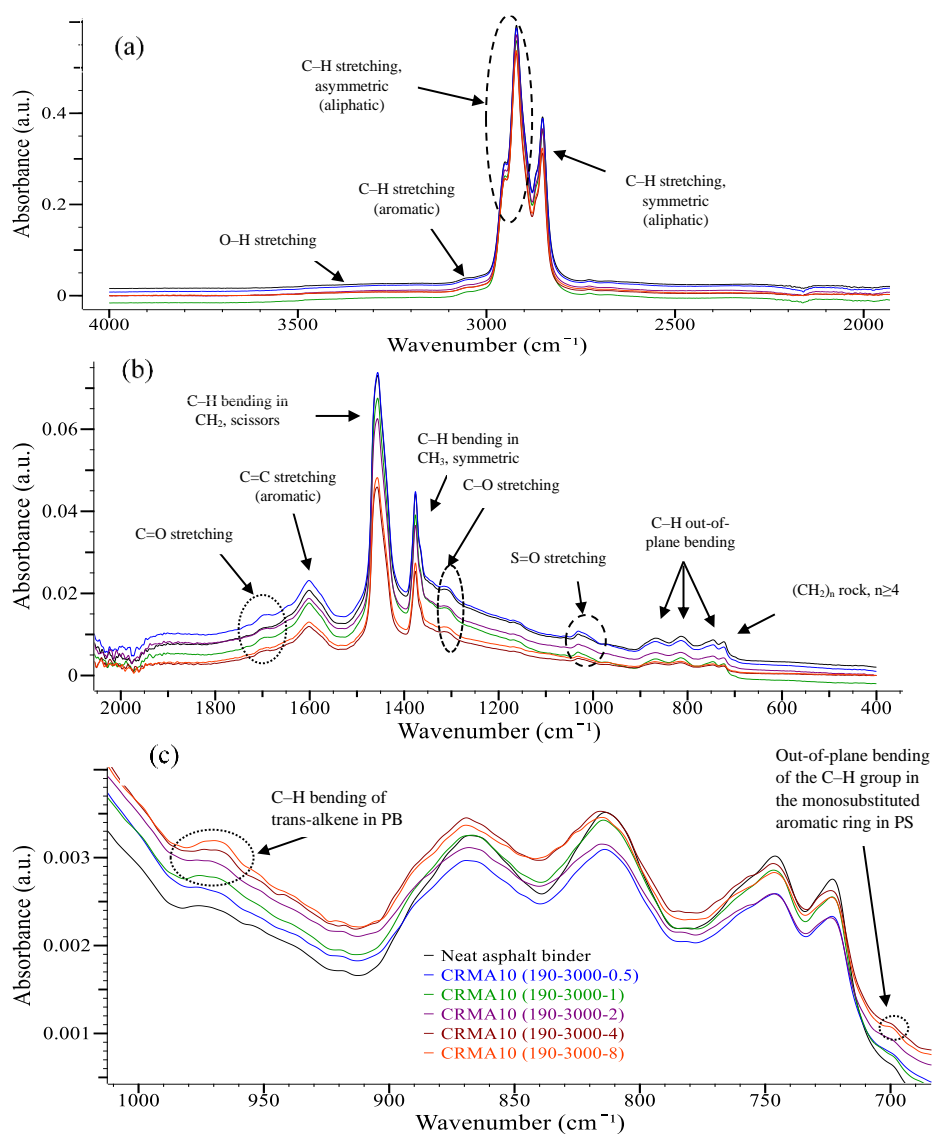 (a)
C–H stretching,
asymmetric
(aliphatic)
C–H stretching
(aromatic)
O–H stretching
C–H stretching,
symmetric
(aliphatic)
Absorbance (a.u.)
0.4
0.2
0
4000
3500
3000
2500
2000
Wavenumber (cm⁻¹)
(b)
C–H bending in
CH₂, scissors
C=C stretching
(aromatic)
C=O stretching
C–H bending in
CH₃, symmetric
C–O stretching
S=O stretching
C–H out-of-
plane bending
(CH₂)ₙ rock, n≥4
Absorbance (a.u.)
0.06
0.04
0.02
0
2000
1800
1600
1400
1200
1000
800
600
400
Wavenumber (cm⁻¹)
(c)
C–H bending of
trans-alkene in PB
Out-of-plane bending
of the C–H group in
the monosubstituted
aromatic ring in PS
Absorbance (a.u.)
0.003
0.002
0.001
Neat asphalt binder
CRMA10 (190-3000-0.5)
CRMA10 (190-3000-1)
CRMA10 (190-3000-2)
CRMA10 (190-3000-4)
CRMA10 (190-3000-8)
1000
950
900
850
800
750
700
Wavenumber (cm⁻¹)